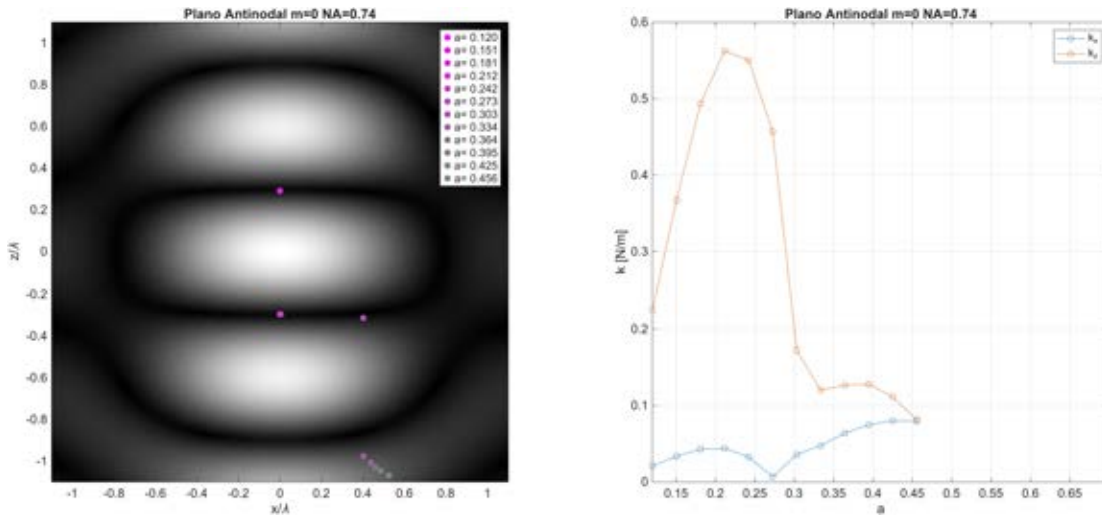 Plano Antinodal m=0 NA=0.74
a= 0.120
a= 0.151
a= 0.181
a= 0.212
a= 0.242
a= 0.273
a= 0.303
a= 0.334
a= 0.364
a= 0.395
a= 0.425
a= 0.456
1
0.8
0.6
0.4
0.2
0
-0.2
-0.4
-0.6
-0.8
-1
z/λ
-1 -0.8 -0.6 -0.4 -0.2 0 0.2 0.4 0.6 0.8 1
x/λ
Plano Antinodal m=0 NA=0.74
0.6
0.5
0.4
0.3
0.2
0.1
0
k [N/m]
0.15 0.2 0.25 0.3 0.35 0.4 0.45 0.5 0.55 0.6 0.65
a